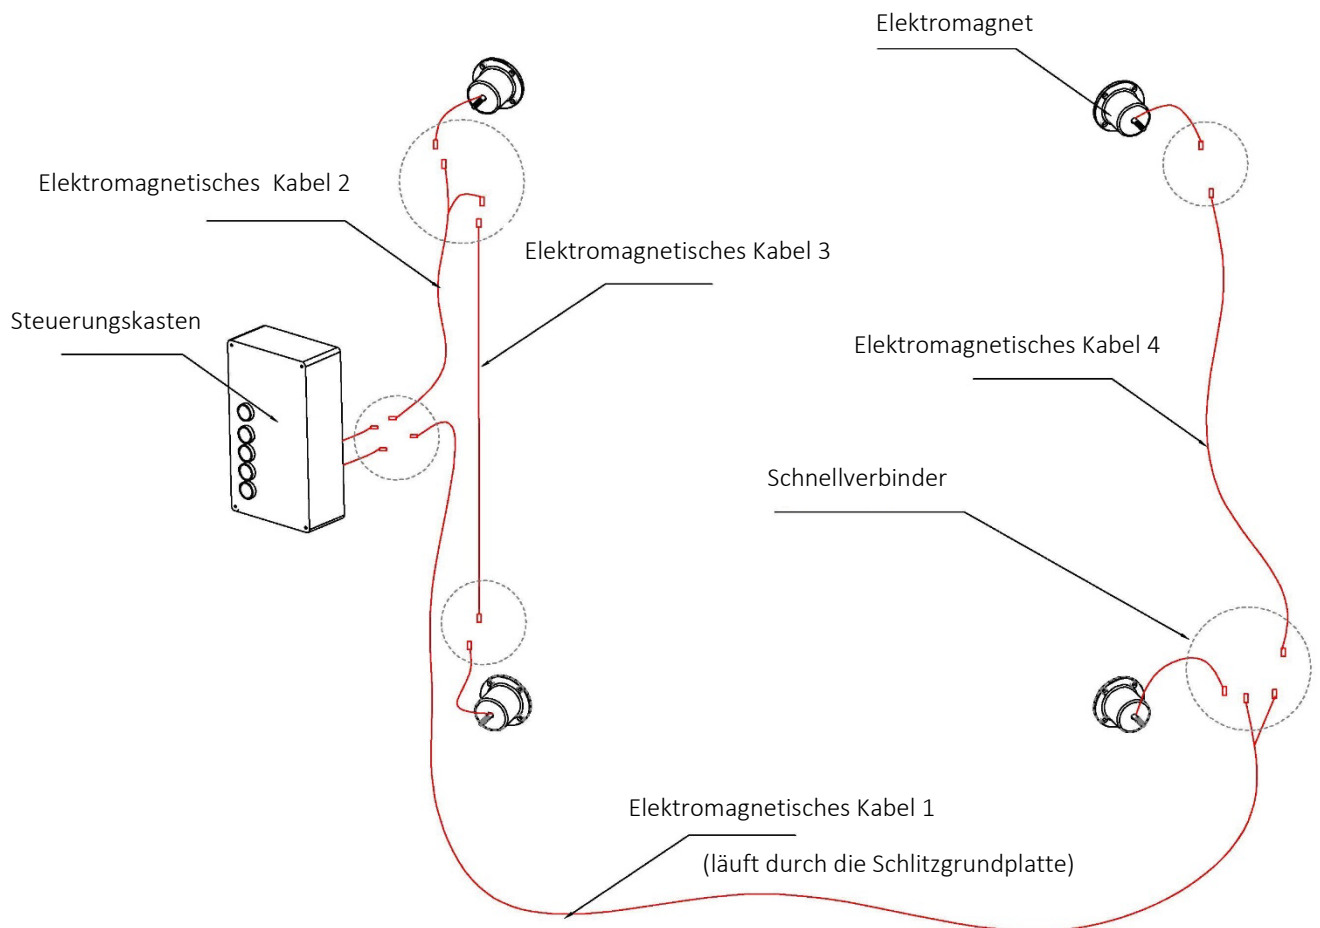 Elektromagnet
Elektromagnetisches Kabel 2
Elektromagnetisches Kabel 3
Steuerungskasten
Elektromagnetisches Kabel 4
Schnellverbinder
Elektromagnetisches Kabel 1
(läuft durch die Schlitzgrundplatte)